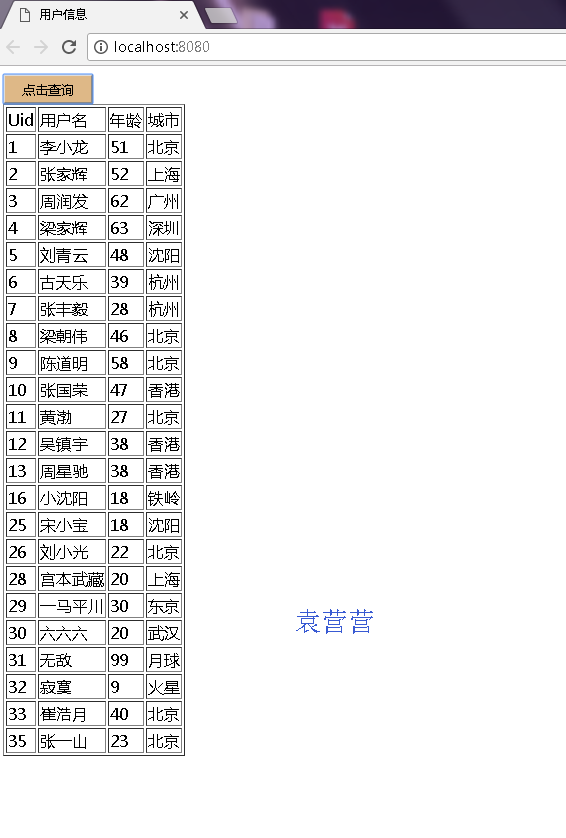 用户信息
localhost:8080
点击查询
Uid 用户名 年龄 城市
1 李小龙 51 北京
2 张家辉 52 上海
3 周润发 62 广州
4 梁家辉 63 深圳
5 刘青云 48 沈阳
6 古天乐 39 杭州
7 张丰毅 28 杭州
8 梁朝伟 46 北京
9 陈道明 58 北京
10 张国荣 47 香港
11 黄渤 27 北京
12 吴镇宇 38 香港
13 周星驰 38 香港
16 小沈阳 18 铁岭
25 宋小宝 18 沈阳
26 刘小光 22 北京
28 宫本武藏 20 上海
29 一马平川 30 东京
30 六六六 20 武汉
31 无敌 99 月球
32 寂寞 9 火星
33 崔浩月 40 北京
35 张一山 23 北京
袁营营